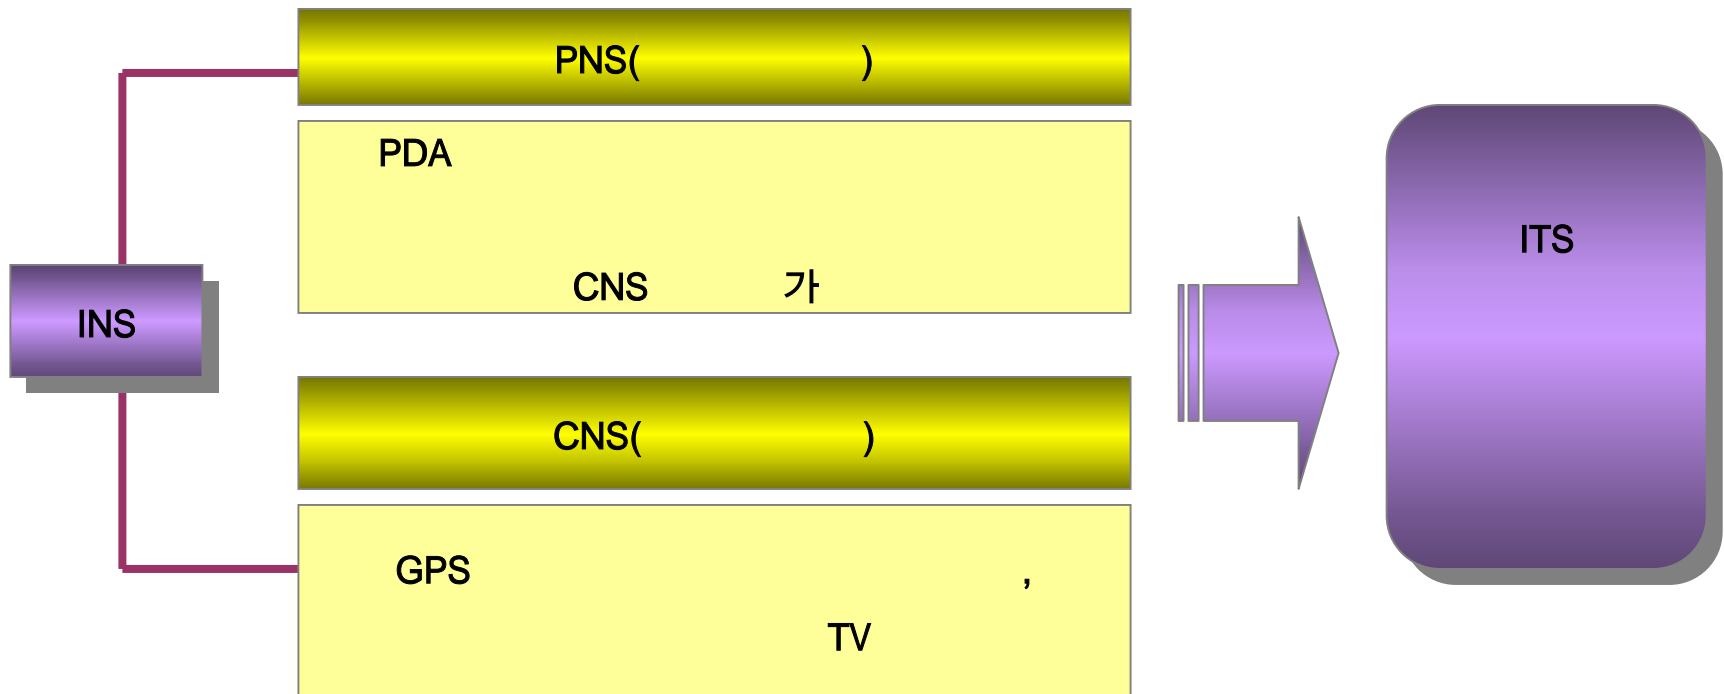 PNS( )
PDA
CNS 가
INS
CNS( )
GPS ,
TV
ITS